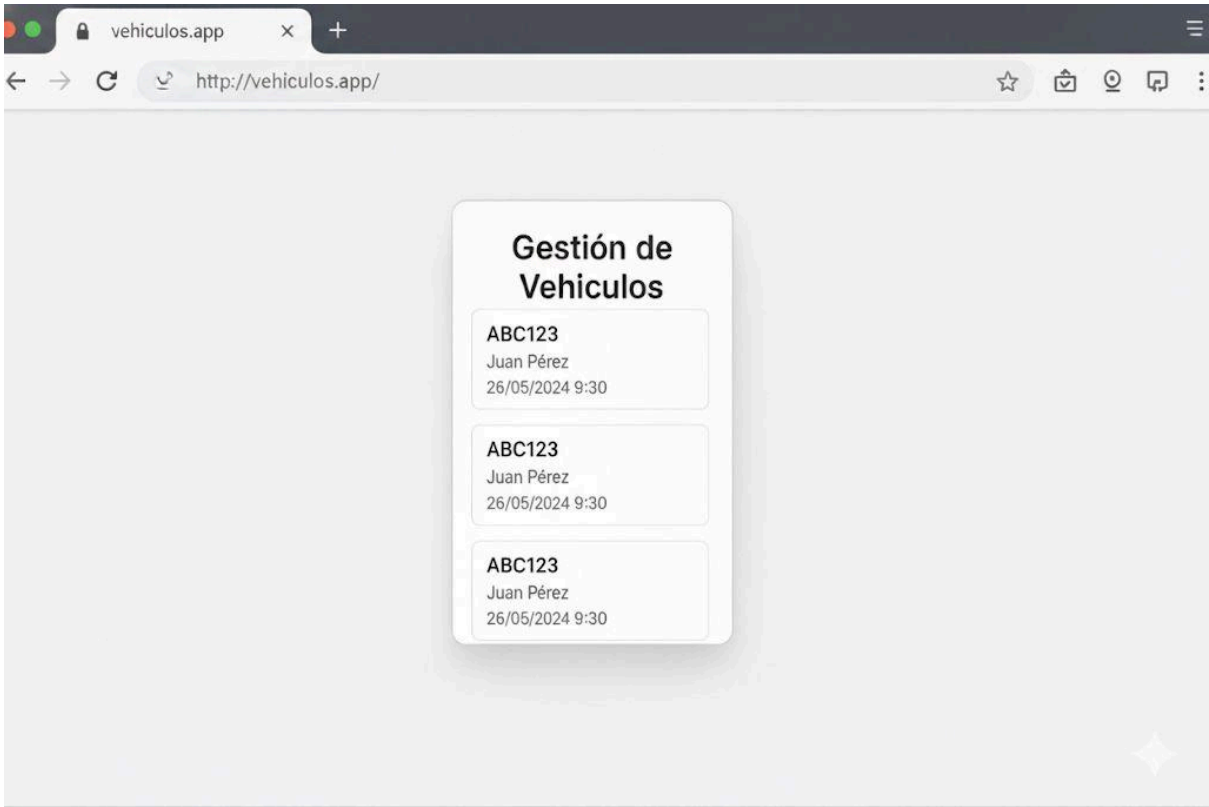 vehiculos.app
http://vehiculos.app/
Gestión de
Vehiculos
ABC123
Juan Pérez
26/05/2024 9:30
ABC123
Juan Pérez
26/05/2024 9:30
ABC123
Juan Pérez
26/05/2024 9:30